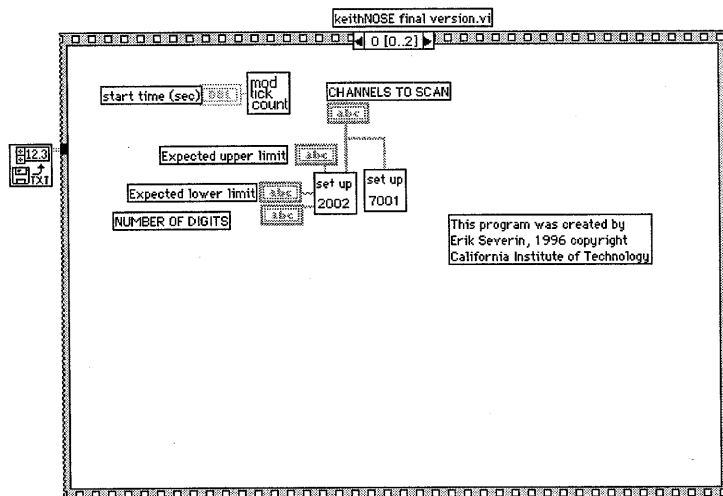 keithNOSE final version.vi
0 [0..2]
start time (sec)
DBL
mod
tick
count
CHANNELS TO SCAN
abc
12.3
TXT
Expected upper limit
abc
set up
2002
set up
7001
Expected lower limit
abc
NUMBER OF DIGITS
abc
This program was created by
Erik Severin, 1996 copyright
California Institute of Technology